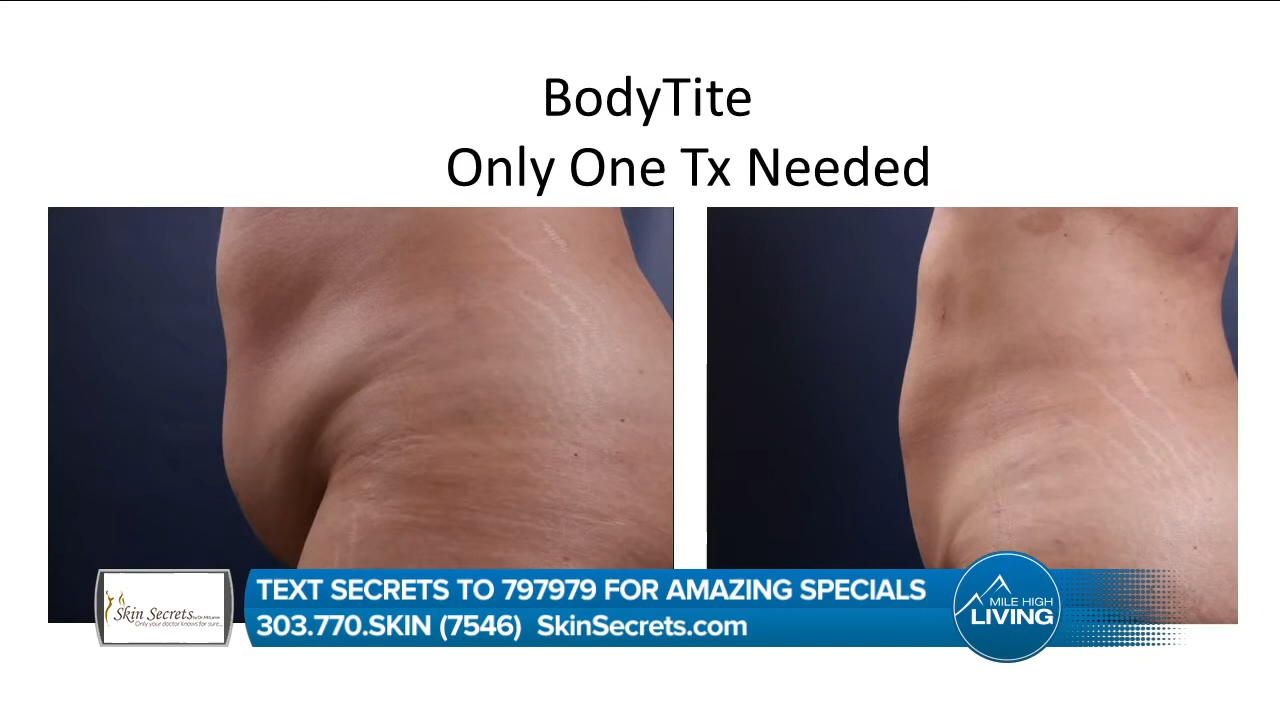 BodyTite
Only One Tx Needed
TEXT SECRETS TO 797979 FOR AMAZING SPECIALS
303.770.SKIN (7546) SkinSecrets.com
Skin Secrets
Only your doctor knows for sure...
MILE HIGH
LIVING